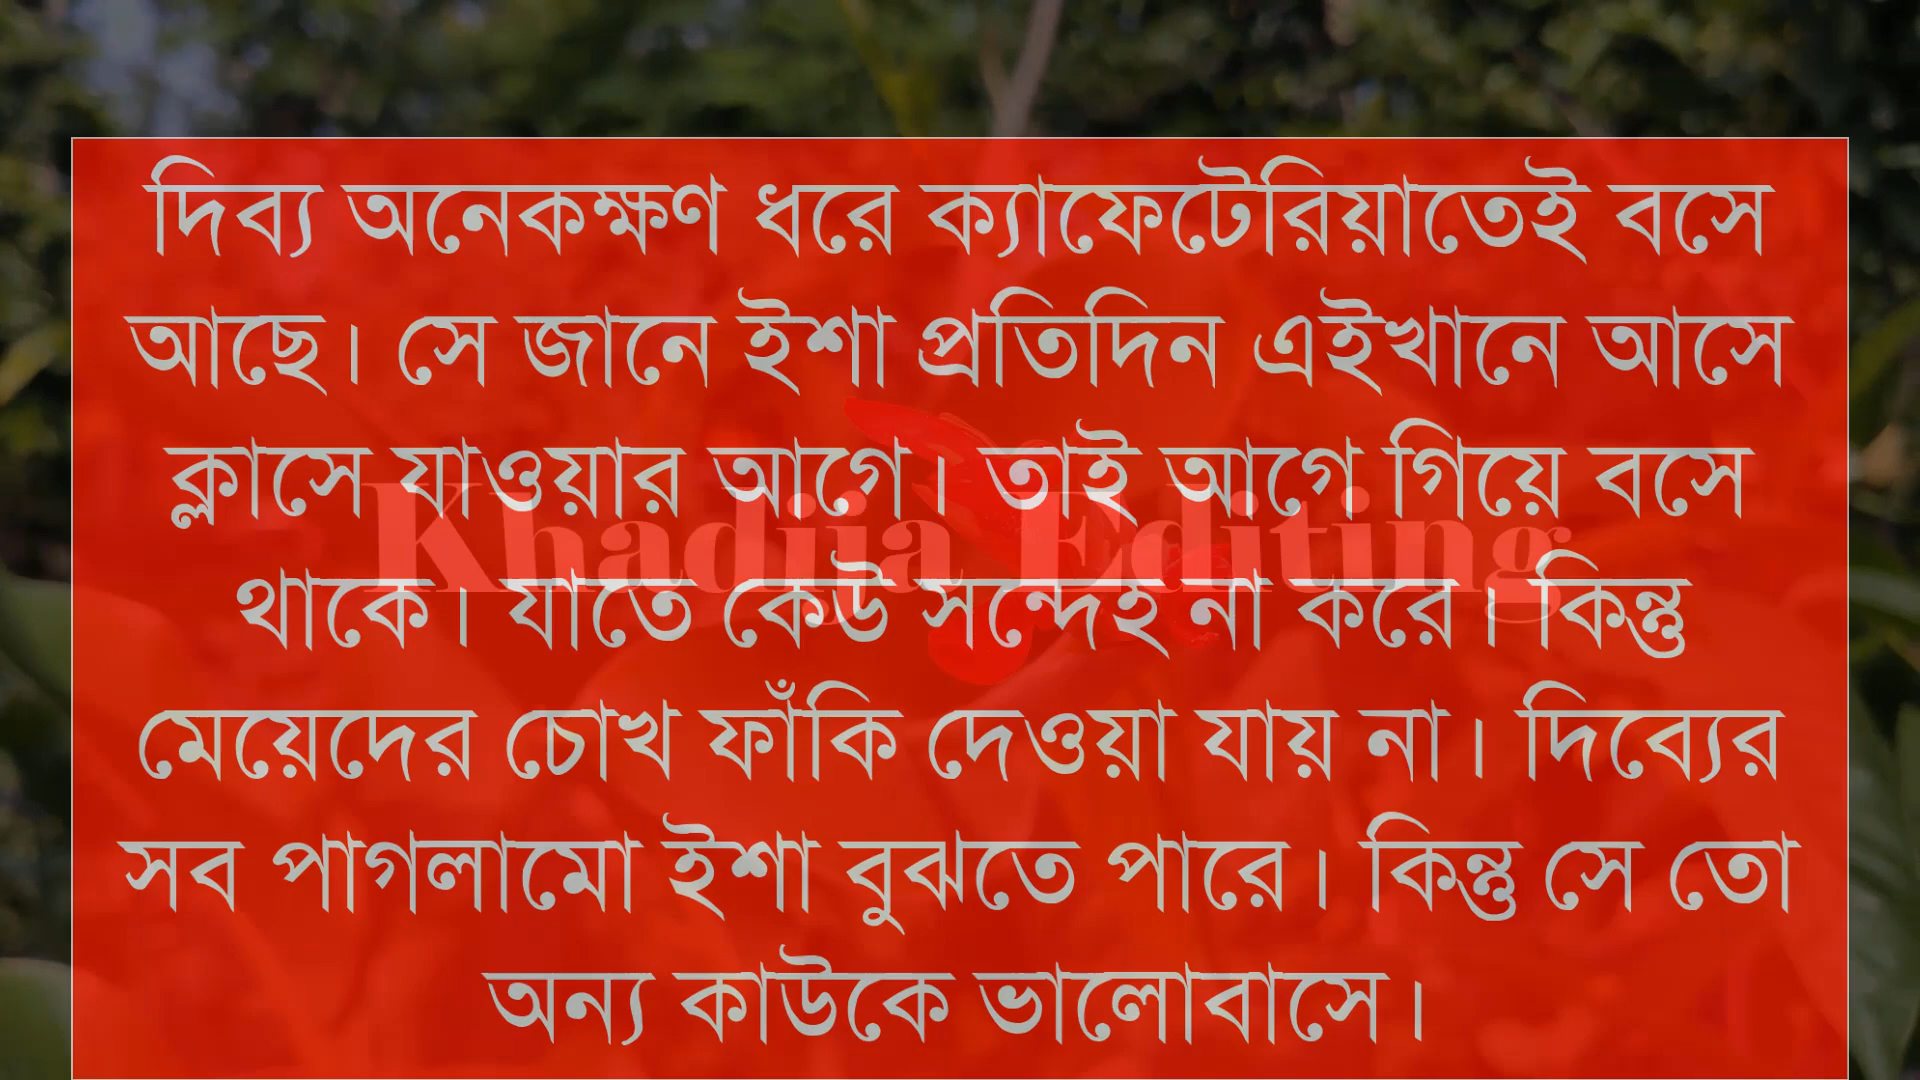 দিব্য অনেকক্ষণ ধরে ক্যাফেটেরিয়াতেই বসে
আছে। সে জানে ইশা প্রতিদিন এইখানে আসে
ক্লাসে যাওয়ার আগে। তাই আগে গিয়ে বসে
Khadija Editing
থাকে। যাতে কেউ সন্দেহ না করে। কিন্তু
মেয়েদের চোখ ফাঁকি দেওয়া যায় না। দিব্যের
সব পাগলামো ইশা বুঝতে পারে। কিন্তু সে তো
অন্য কাউকে ভালোবাসে।